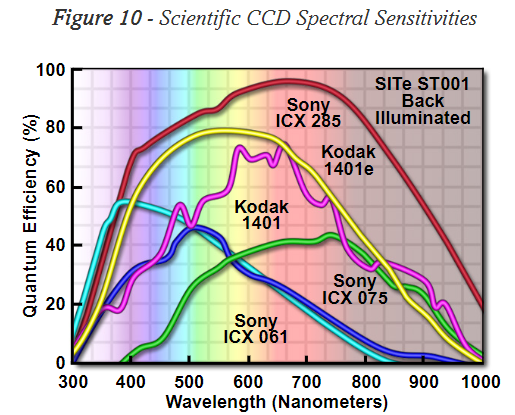 Figure 10 - Scientific CCD Spectral Sensitivities
100
80
60
40
20
0
Quantum Efficiency (%)
SITe ST001
Back
Illuminated
Sony
ICX 285
Kodak
1401e
Kodak
1401
Sony
ICX 075
Sony
ICX 061
300 400 500 600 700 800 900 1000
Wavelength (Nanometers)